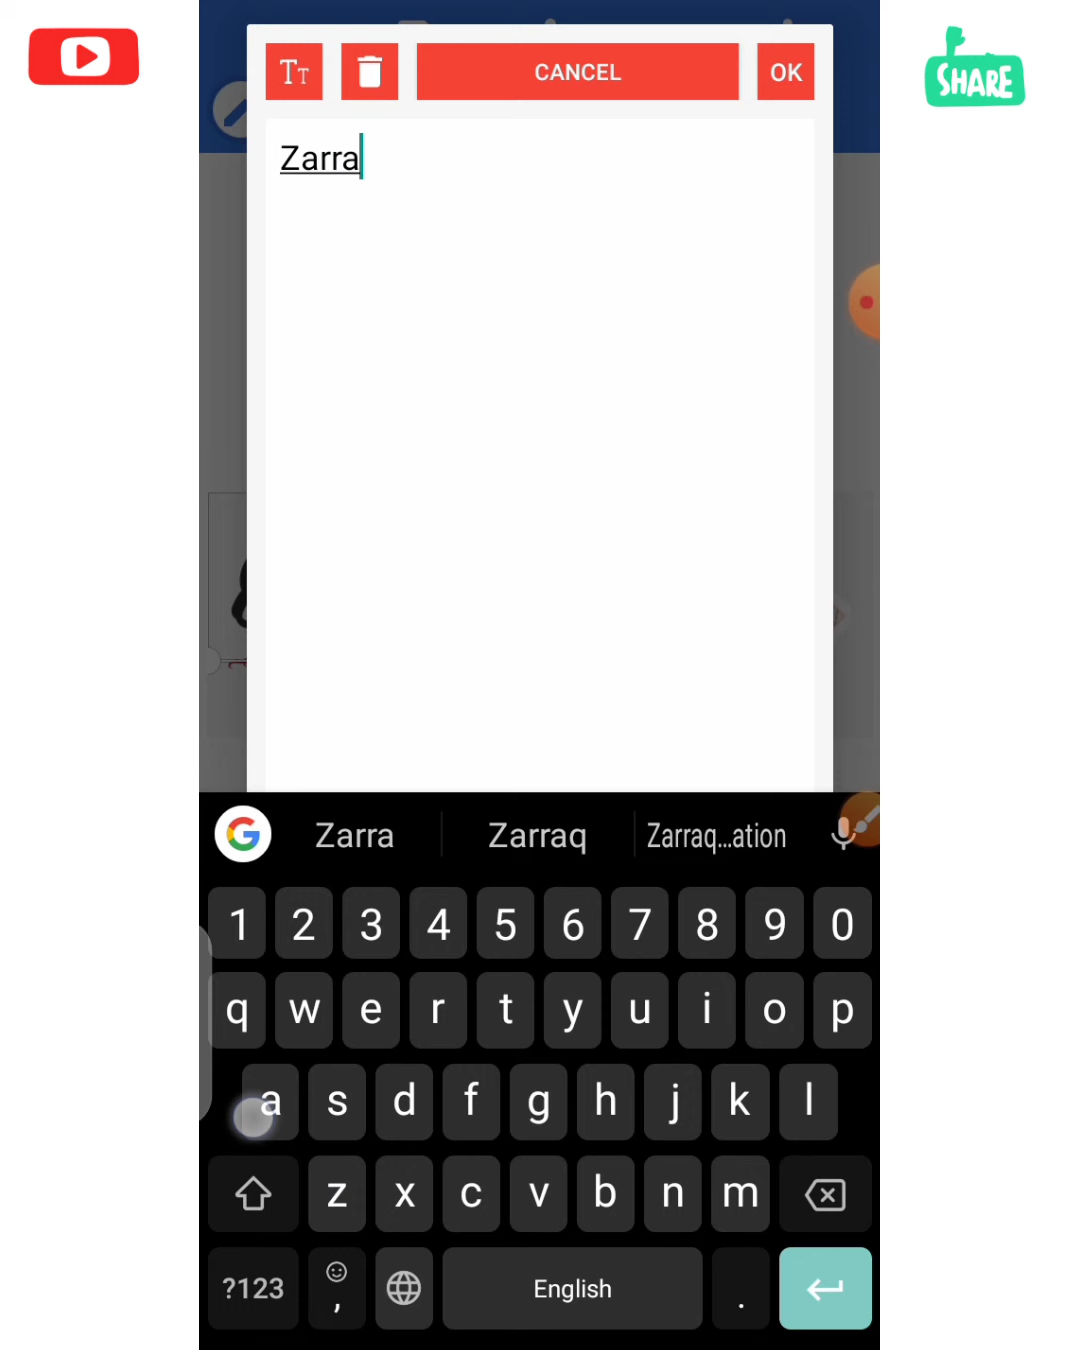 SHARE
TT
CANCEL
OK
Zarra
G
Zarra Zarraq Zarraq...ation
1 2 3 4 5 6 7 8 9 0
q w e r t y u i o p
a s d f g h j k l
z x c v b n m
?123 , English .